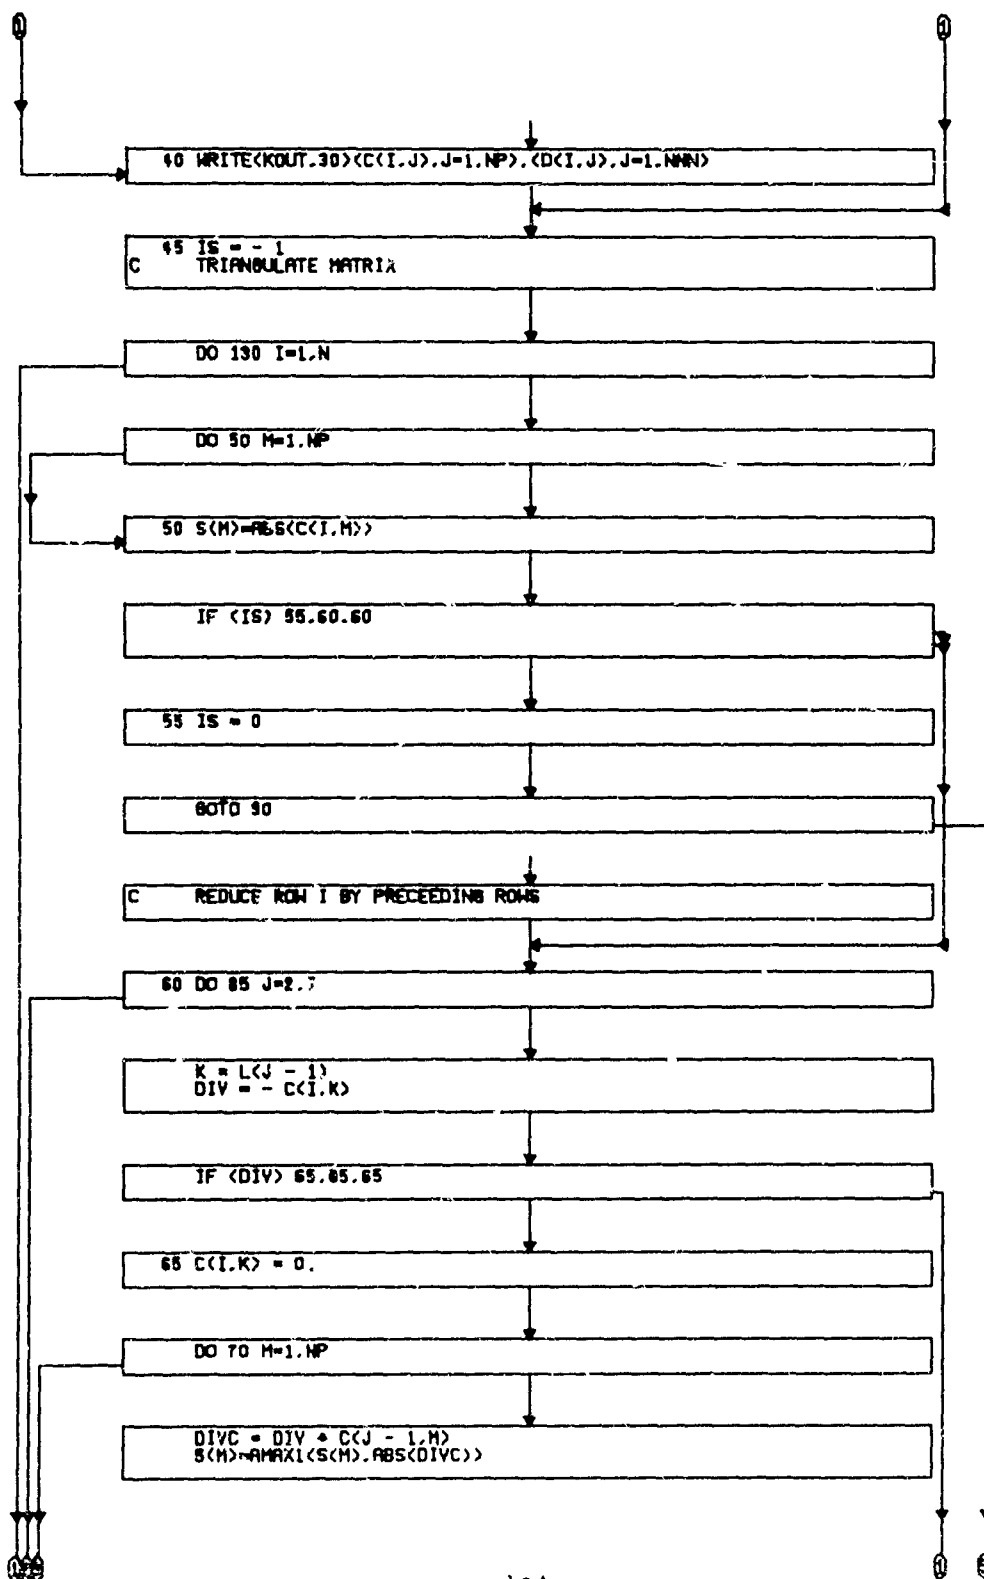 1
1
40 WRITE(KOUT,30)(C(I,J),J=1,NP),(D(I,J),J=1,NNN)
45 IS = - 1
C TRIANGULATE MATRIX
DO 130 I=1,N
DO 50 M=1,NP
50 S(M)=ABS(C(I,M))
IF (IS) 55,60,60
55 IS = 0
GOTO 90
C REDUCE ROW I BY PRECEEDING ROWS
60 DO 85 J=2,
K = L(J - 1)
DIV = - C(I,K)
IF (DIV) 65,85,65
65 C(I,K) = 0.
DO 70 M=1,NP
DIVC = DIV * C(J - 1,M)
S(M)=AMAX1(S(M),ABS(DIVC))
1